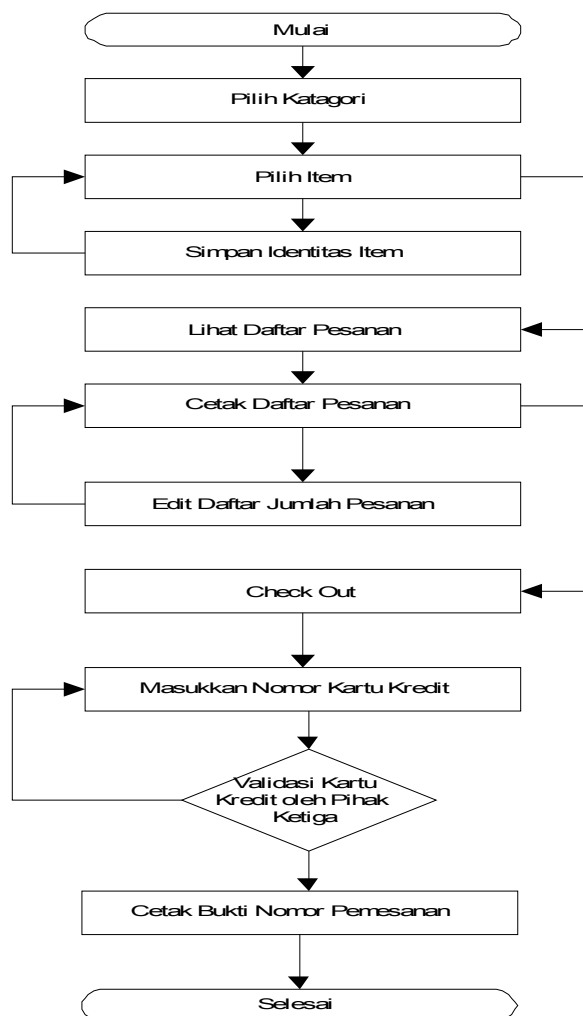 Mulai
Pilih Katagori
Pilih Item
Simpan Identitas Item
Lihat Daftar Pesanan
Cetak Daftar Pesanan
Edit Daftar Jumlah Pesanan
Check Out
Masukkan Nomor Kartu Kredit
Validasi Kartu
Kredit oleh Pihak
Ketiga
Cetak Bukti Nomor Pemesanan
Selesai